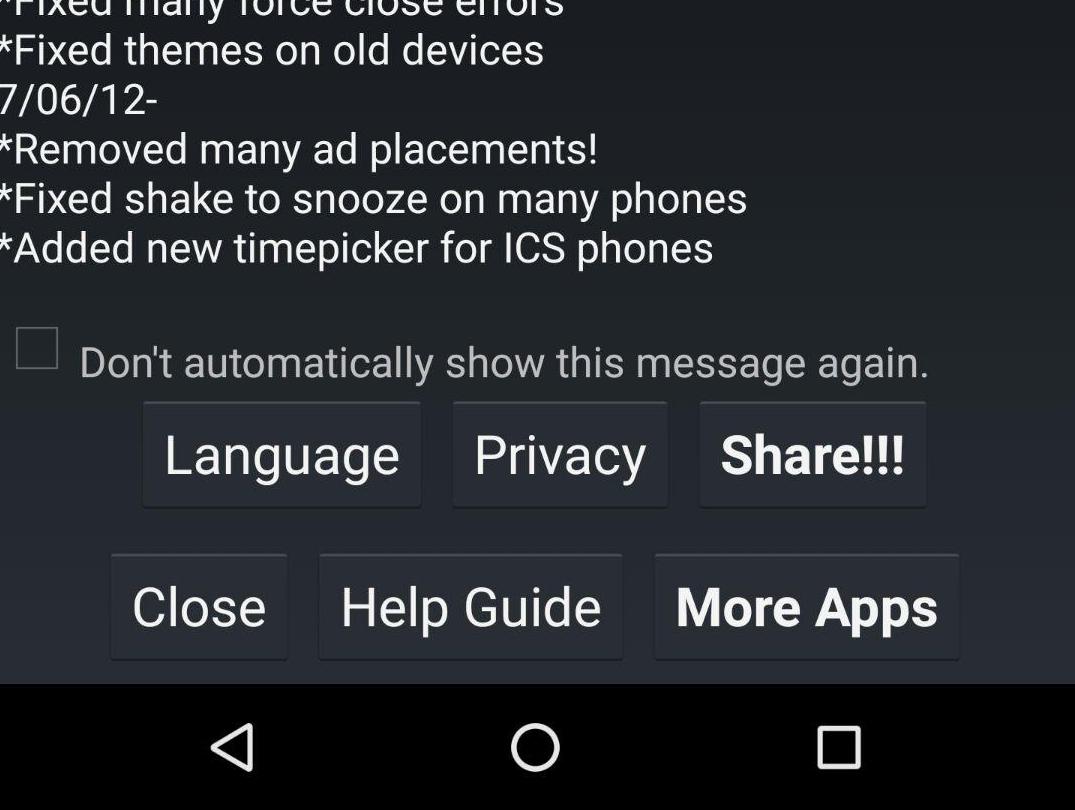 *Fixed many force close errors
*Fixed themes on old devices
7/06/12-
*Removed many ad placements!
*Fixed shake to snooze on many phones
*Added new timepicker for ICS phones
Don't automatically show this message again.
Language Privacy Share!!!
Close Help Guide More Apps